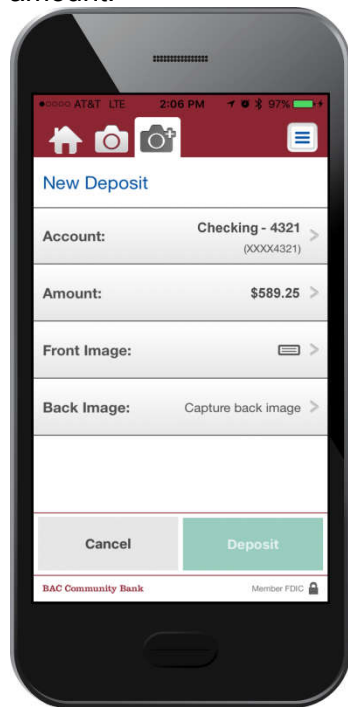 amount.
AT&T LTE 2:06 PM 97%
New Deposit
Account: Checking - 4321
(XXXX4321)
Amount: $589.25
Front Image:
Back Image: Capture back image
Cancel Deposit
BAC Community Bank Member FDIC